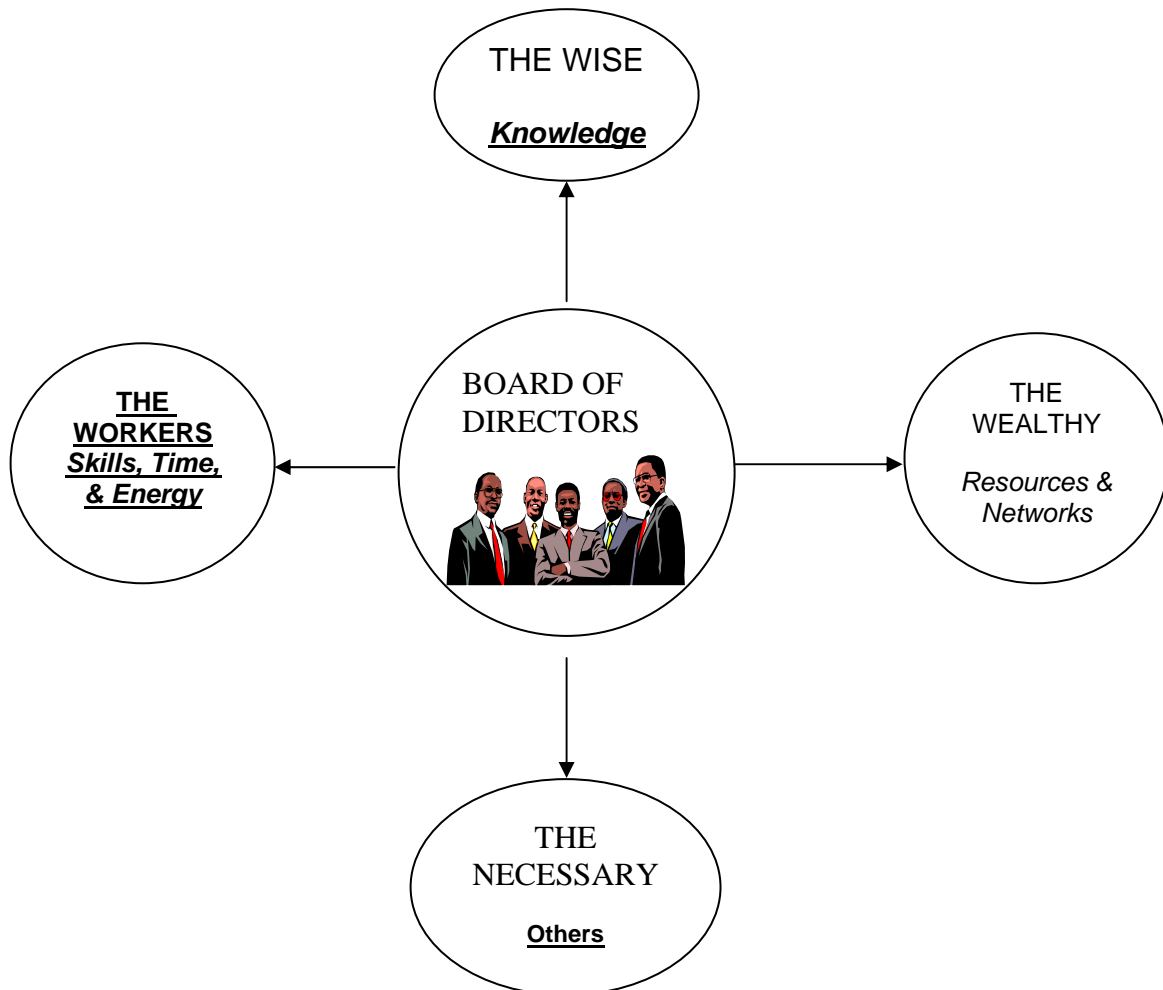 THE WISE
Knowledge
BOARD OF
DIRECTORS
THE
WORKERS
Skills, Time,
& Energy
THE
WEALTHY
Resources &
Networks
THE
NECESSARY
Others